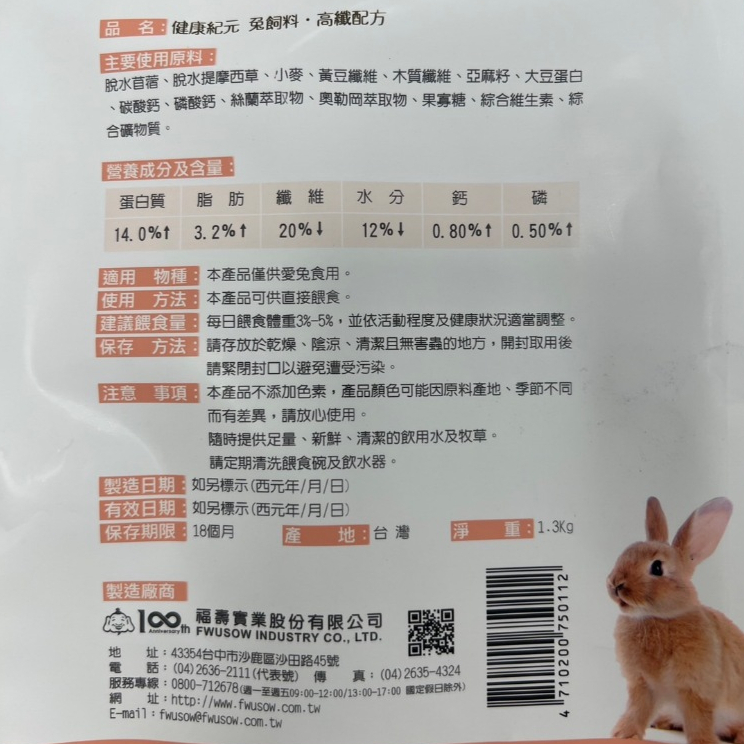 品 名：健康紀元 兔飼料・高纖配方
主要使用原料：
脫水苜蓿、脫水提摩西草、小麥、黃豆纖維、木質纖維、亞麻籽、大豆蛋白
、碳酸鈣、磷酸鈣、絲蘭萃取物、奧勒岡萃取物、果寡糖、綜合維生素、綜
合礦物質。
營養成分及含量：
蛋白質 脂 肪 纖 維 水 分 鈣 磷
14.0%↑ 3.2%↑ 20%↓ 12%↓ 0.80%↑ 0.50%↑
適用 物種：本產品僅供愛兔食用。
使用 方法：本產品可供直接餵食。
建議餵食量：每日餵食體重3%-5%，並依活動程度及健康狀況適當調整。
保存 方法：請存放於乾燥、陰涼、清潔且無害蟲的地方，開封取用後
請緊閉封口以避免遭受污染。
注意 事項：本產品不添加色素，產品顏色可能因原料產地、季節不同
而有差異，請放心使用。
隨時提供足量、新鮮、清潔的飲用水及牧草。
請定期清洗餵食碗及飲水器。
製造日期：如另標示(西元年/月/日)
有效日期：如另標示(西元年/月/日)
保存期限：18個月 產 地：台灣 淨 重：1.3Kg
製造廠商
100th Anniversary 福壽實業股份有限公司
FWUSOW INDUSTRY CO., LTD.
地 址：43354台中市沙鹿區沙田路45號
電 話：(04)2636-2111(代表號) 傳 真：(04)2635-4324
服務專線：0800-712678(週一至週五09:00-12:00/13:00-17:00 國定假日除外)
網 址：http://www.fwusow.com.tw
E-mail：fwusow@fwusow.com.tw
4 710200 750112